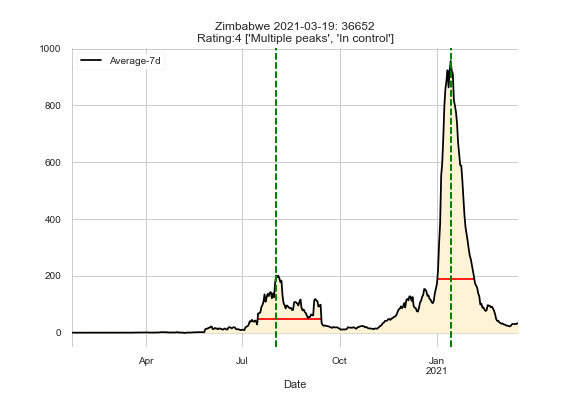 Zimbabwe 2021-03-19: 36652
Rating:4 ['Multiple peaks', 'In control']
Average-7d
1000
800
600
400
200
0
Apr
Jul
Oct
Jan
2021
Date